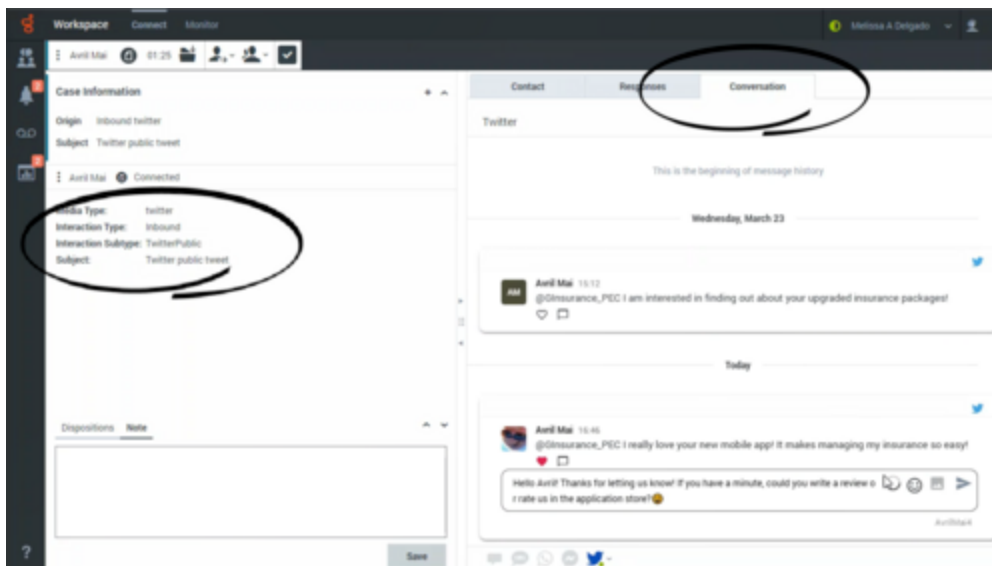 Workspace Connect Monitor
Melissa A Delgado
Avril Mai 01:25
2
2
Case Information
Origin Inbound twitter
Subject Twitter public tweet
Avril Mai Connected
Media Type: twitter
Interaction Type: Inbound
Interaction Subtype: TwitterPublic
Subject: Twitter public tweet
Dispositions Note
Save
?
Contact Responses Conversation
Twitter
This is the beginning of message history
Wednesday, March 23
AM
Avril Mai 15:12
@GInsurance_PEC I am interested in finding out about your upgraded insurance packages!
Today
Avril Mai 16:46
@GInsurance_PEC I really love your new mobile app! It makes managing my insurance so easy!
Hello Avril! Thanks for letting us know! If you have a minute, could you write a review o
r rate us in the application store?😀